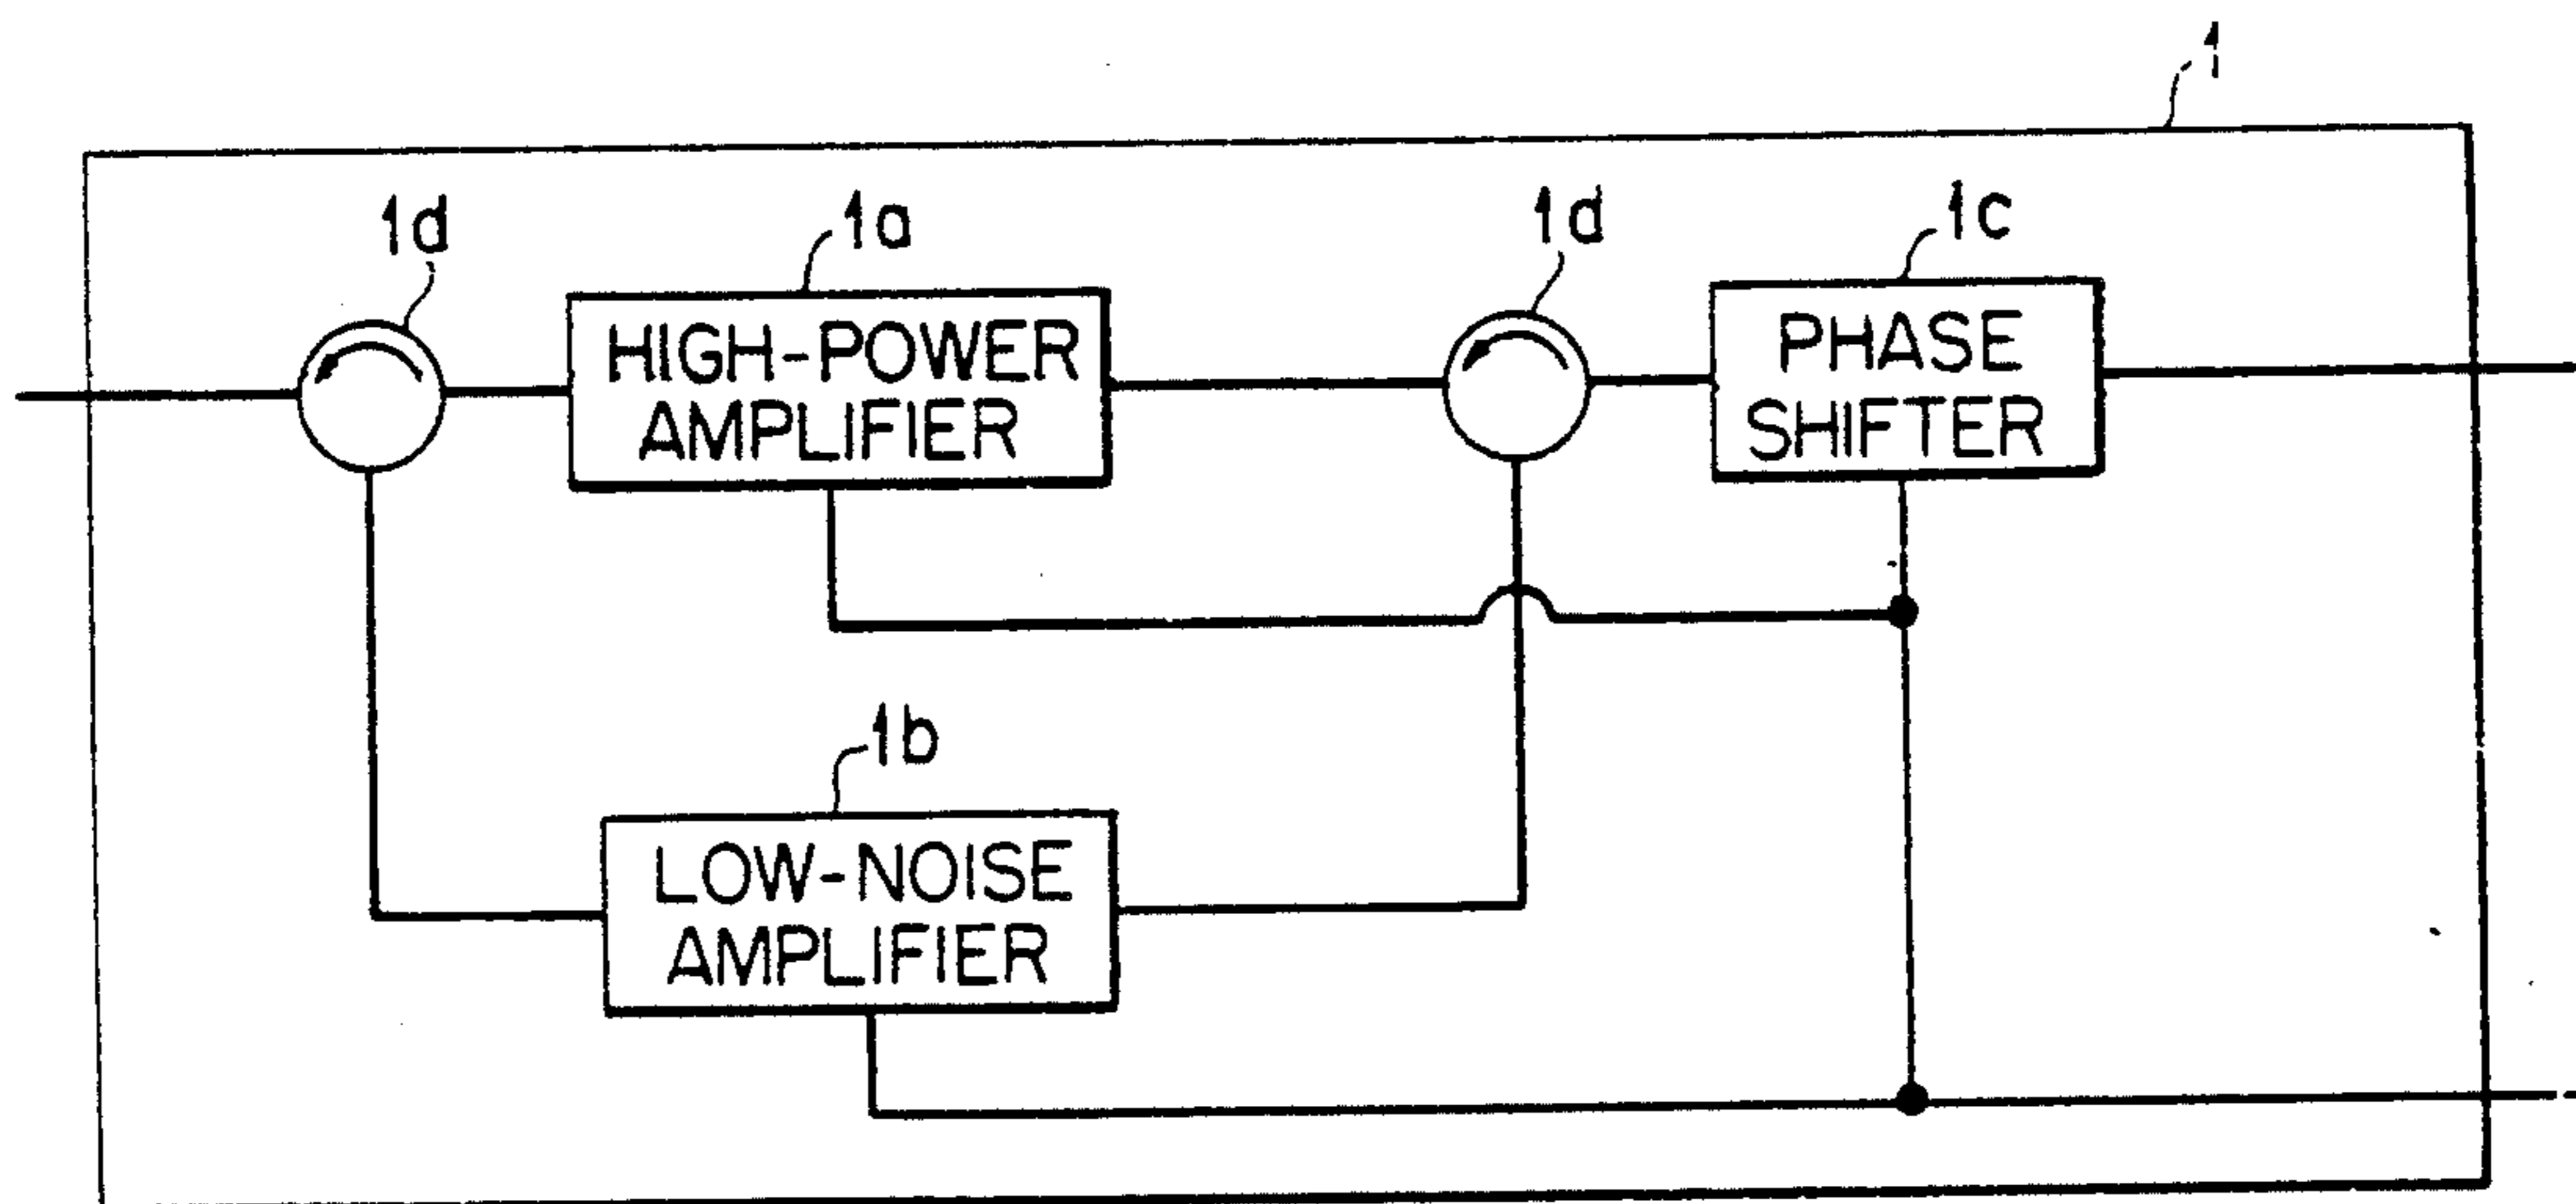 1
1d
1a
1d
1c
HIGH-POWER
AMPLIFIER
PHASE
SHIFTER
1b
LOW-NOISE
AMPLIFIER